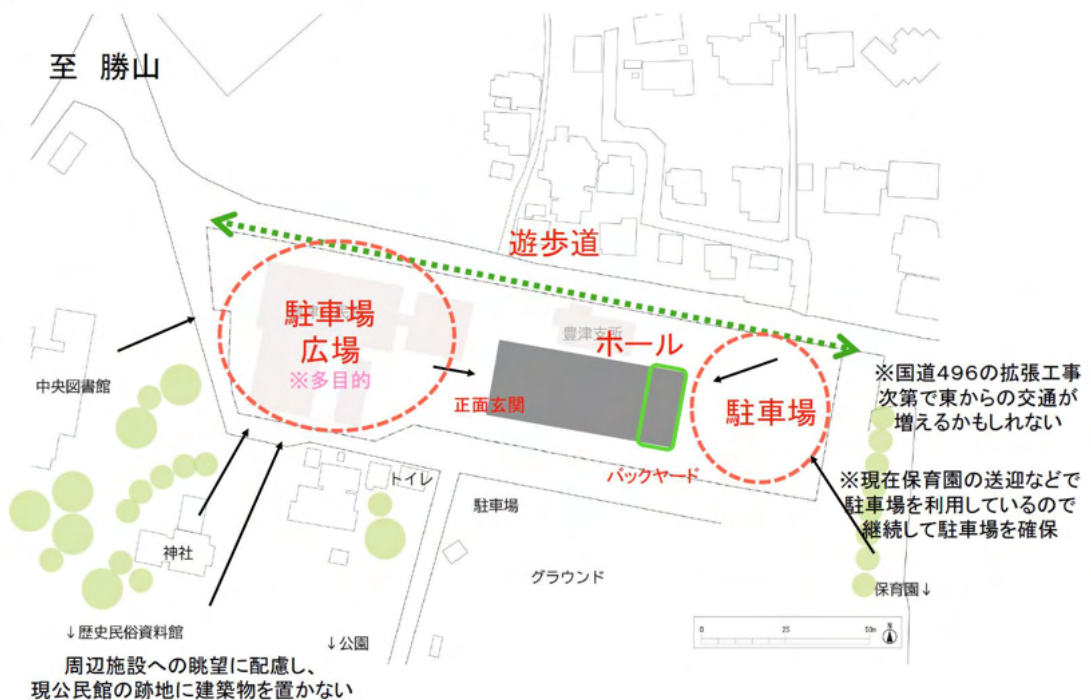 至 勝山
遊歩道
駐車場
広場
※多目的
豊津支所
ホール
正面玄関
駐車場
バックヤード
中央図書館
※国道496の拡張工事
次第で東からの交通が
増えるかもしれない
※現在保育園の送迎などで
駐車場を利用しているので
継続して駐車場を確保
トイレ
駐車場
神社
グラウンド
保育園↓
↓歴史民俗資料館
↓公園
0 25 50m
N
周辺施設への眺望に配慮し、
現公民館の跡地に建築物を置かない